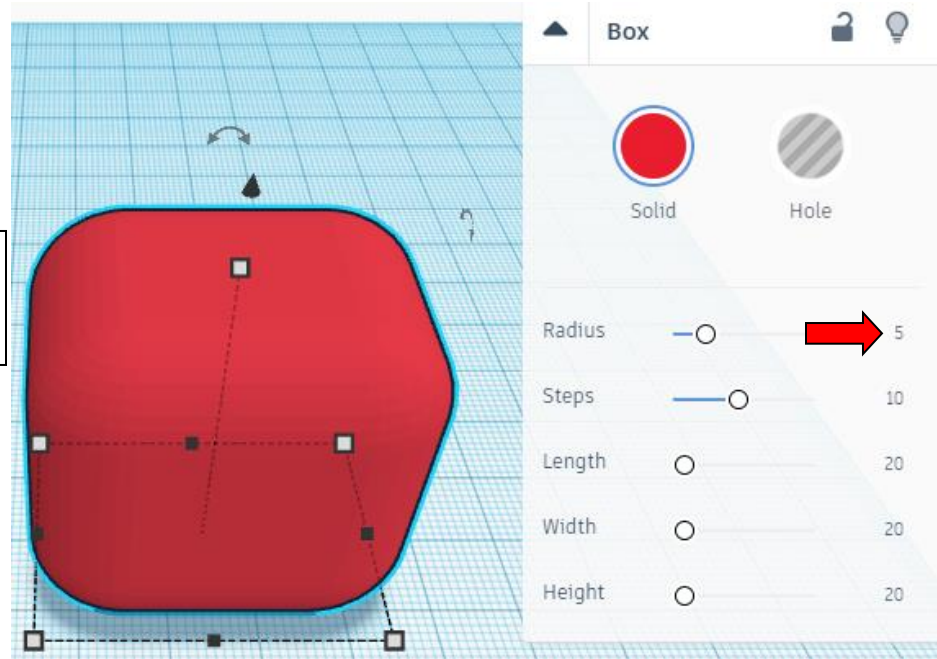 Box
Solid Hole
Radius 5
Steps 10
Length 20
Width 20
Height 20